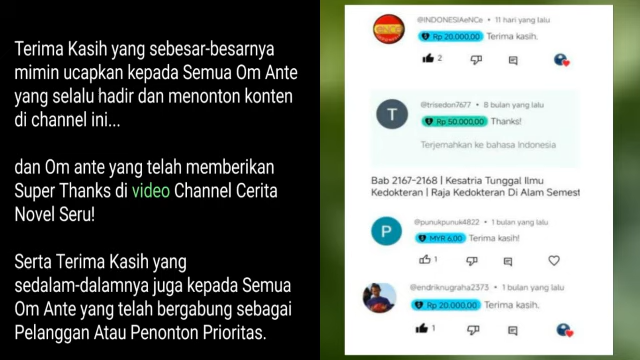 Terima Kasih yang sebesar-besarnya
mimin ucapkan kepada Semua Om Ante
yang selalu hadir dan menonton konten
di channel ini...
dan Om ante yang telah memberikan
Super Thanks di video Channel Cerita
Novel Seru!
Serta Terima Kasih yang
sedalam-dalamnya juga kepada Semua
Om Ante yang telah bergabung sebagai
Pelanggan Atau Penonton Prioritas.
@INDONESIAeNCe • 11 hari yang lalu
Rp 20.000,00 Terima kasih.
2
T
@trisedon7677 • 8 bulan yang lalu
Rp 50.000,00 Thanks!
Terjemahkan ke bahasa Indonesia
Bab 2167-2168 | Kesatria Tunggal Ilmu
Kedokteran | Raja Kedokteran Di Alam Semest
P
@punukpunuk4822 • 1 bulan yang lalu
MYR 6,00 Terima kasih!
1
@endriknugraha2373 • 1 bulan yang lalu
Rp 20.000,00 Terima kasih.
1